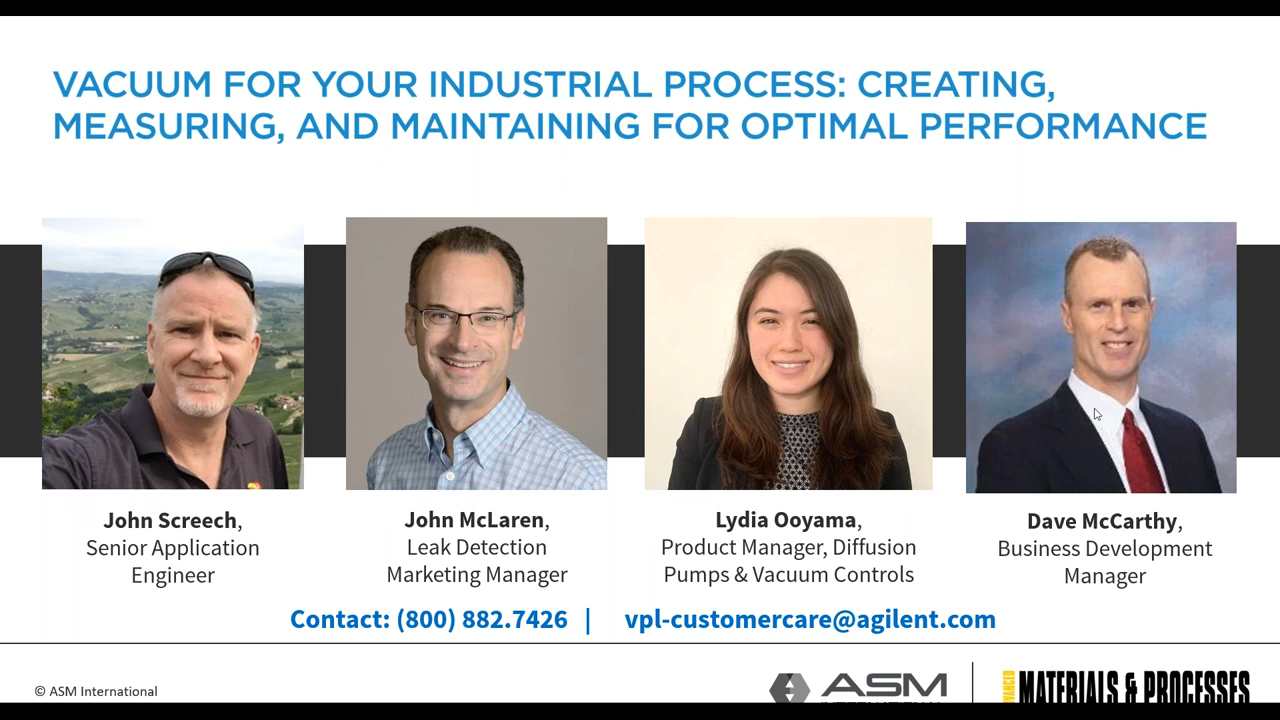 VACUUM FOR YOUR INDUSTRIAL PROCESS: CREATING,
MEASURING, AND MAINTAINING FOR OPTIMAL PERFORMANCE
John Screech,
Senior Application
Engineer
John McLaren,
Leak Detection
Marketing Manager
Lydia Ooyama,
Product Manager, Diffusion
Pumps & Vacuum Controls
Dave McCarthy,
Business Development
Manager
Contact: (800) 882.7426 | vpl-customercare@agilent.com
© ASM International
ASM
MATERIALS & PROCESSES